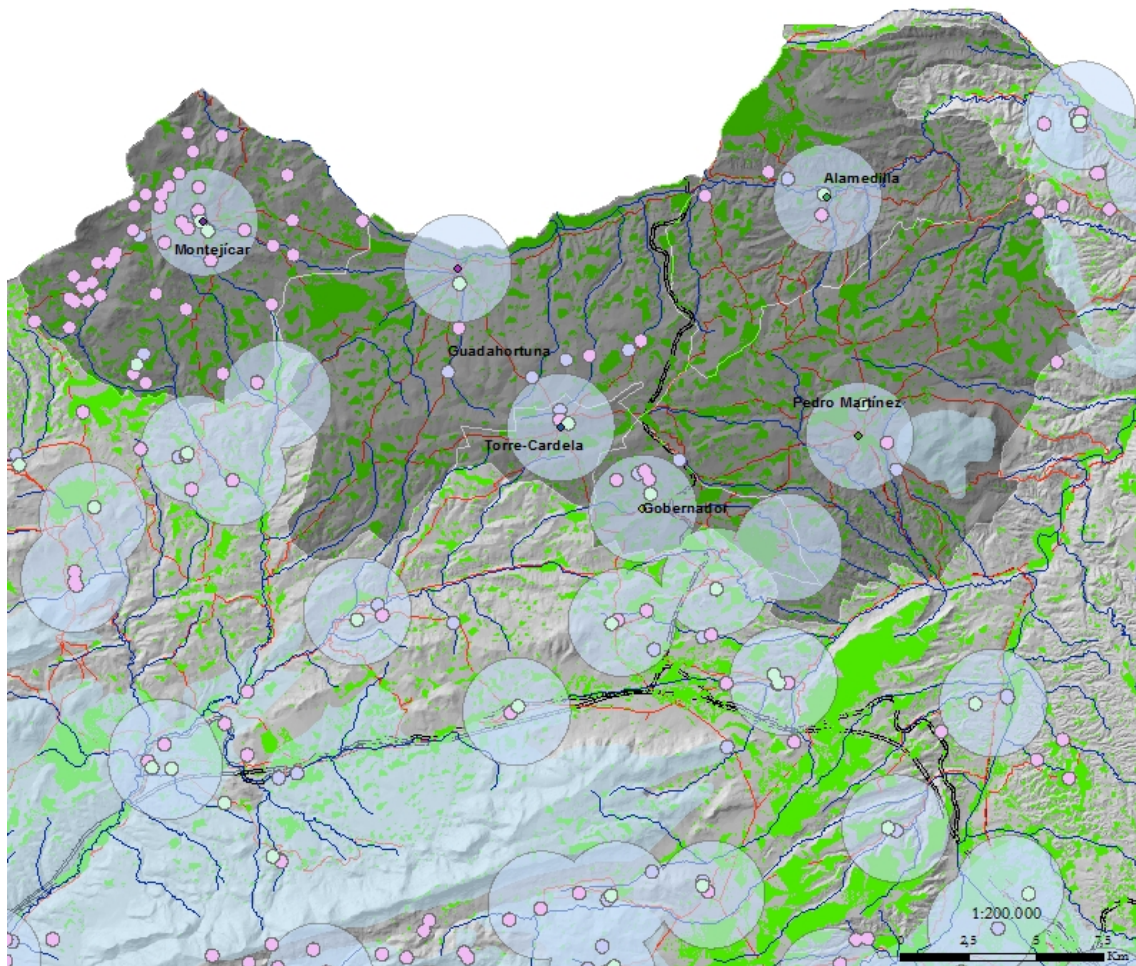 Alamedilla
Montejícar
Guadahortuna
Pedro Martínez
Torre-Cardela
Gobernador
1:200.000
0 2,5 5 7,5
Km